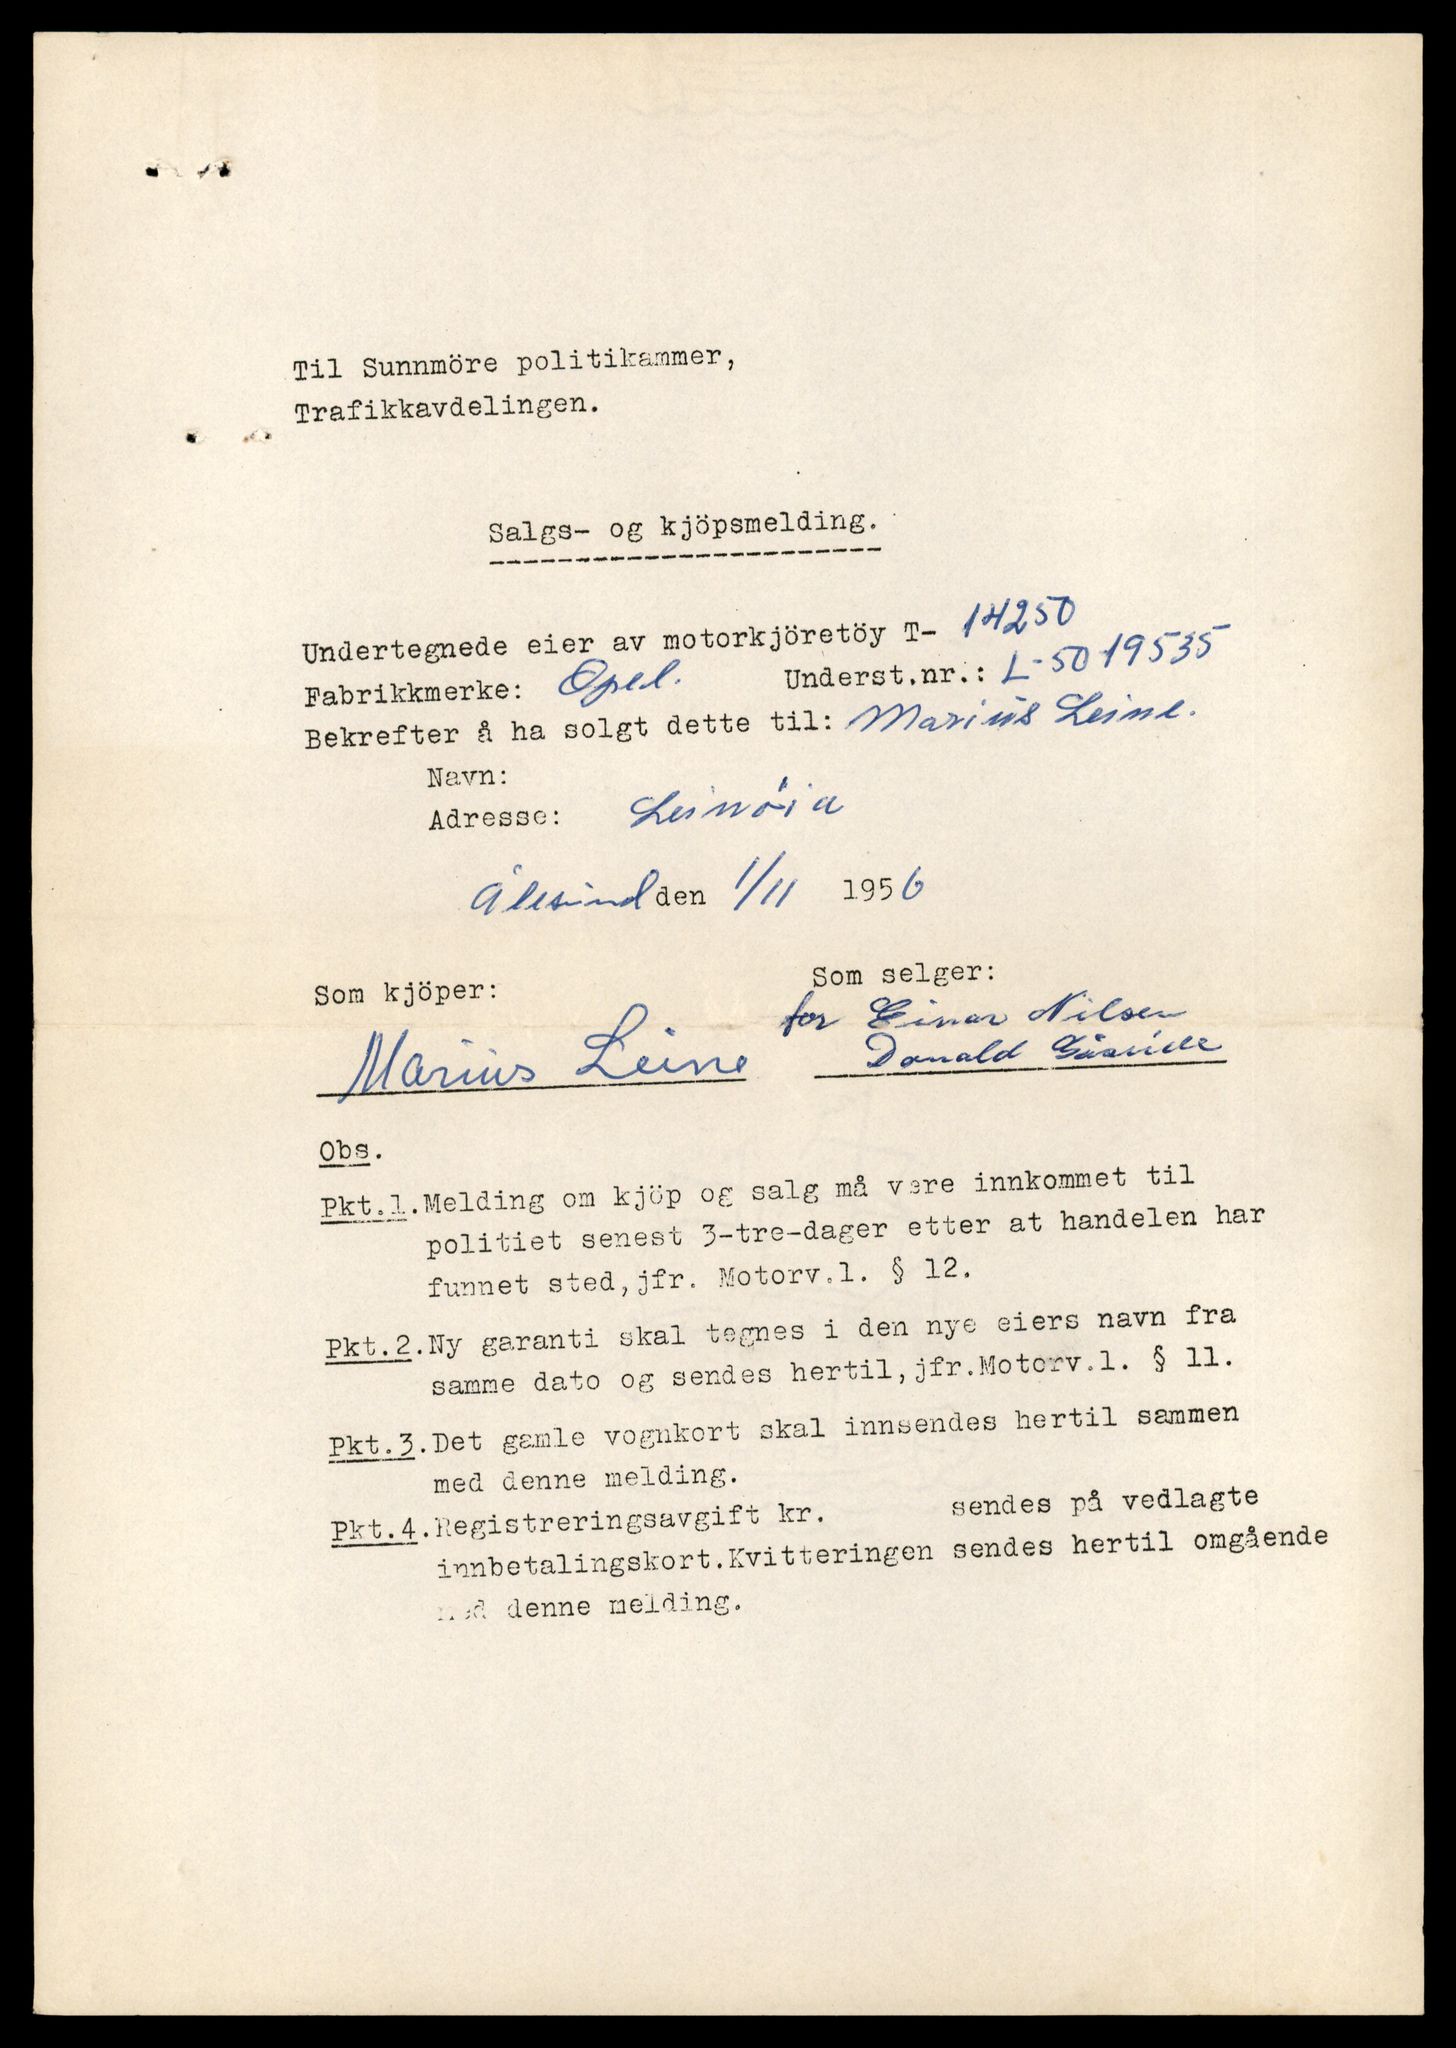 Til Sunnmöre politikammer,
Trafikkavdelingen.
Salgs- og kjöpsmelding.
Undertegnede eier av motorkjöretöy T- 14250
Fabrikkmerke: Opel. Underst.nr.: L-5019535
Bekrefter å ha solgt dette til: Marius Leine.
Navn:
Adresse: Leinöia
Ålesund den 1/11 1956
Som kjöper: Som selger:
for Einar Nilsen
Marius Leine Donald
Obs.
Pkt.1. Melding om kjöp og salg må være innkommet til
politiet senest 3-tre-dager etter at handelen har
funnet sted, jfr. Motorv.l. § 12.
Pkt.2. Ny garanti skal tegnes i den nye eiers navn fra
samme dato og sendes hertil, jfr. Motorv.l. § 11.
Pkt.3. Det gamle vognkort skal innsendes hertil sammen
med denne melding.
Pkt.4. Registreringsavgift kr. sendes på vedlagte
innbetalingskort. Kvitteringen sendes hertil omgående
med denne melding.